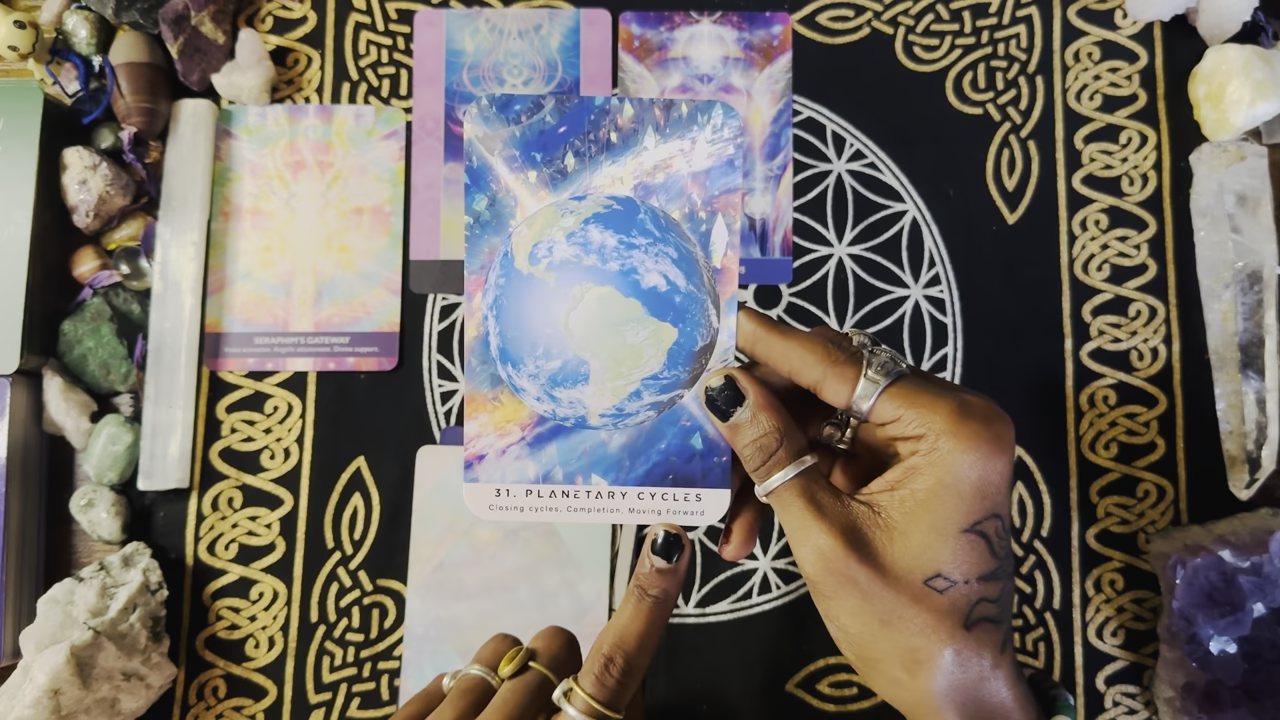 SERAPHIM'S GATEWAY
31. PLANETARY CYCLES
Closing cycles, Completion, Moving Forward